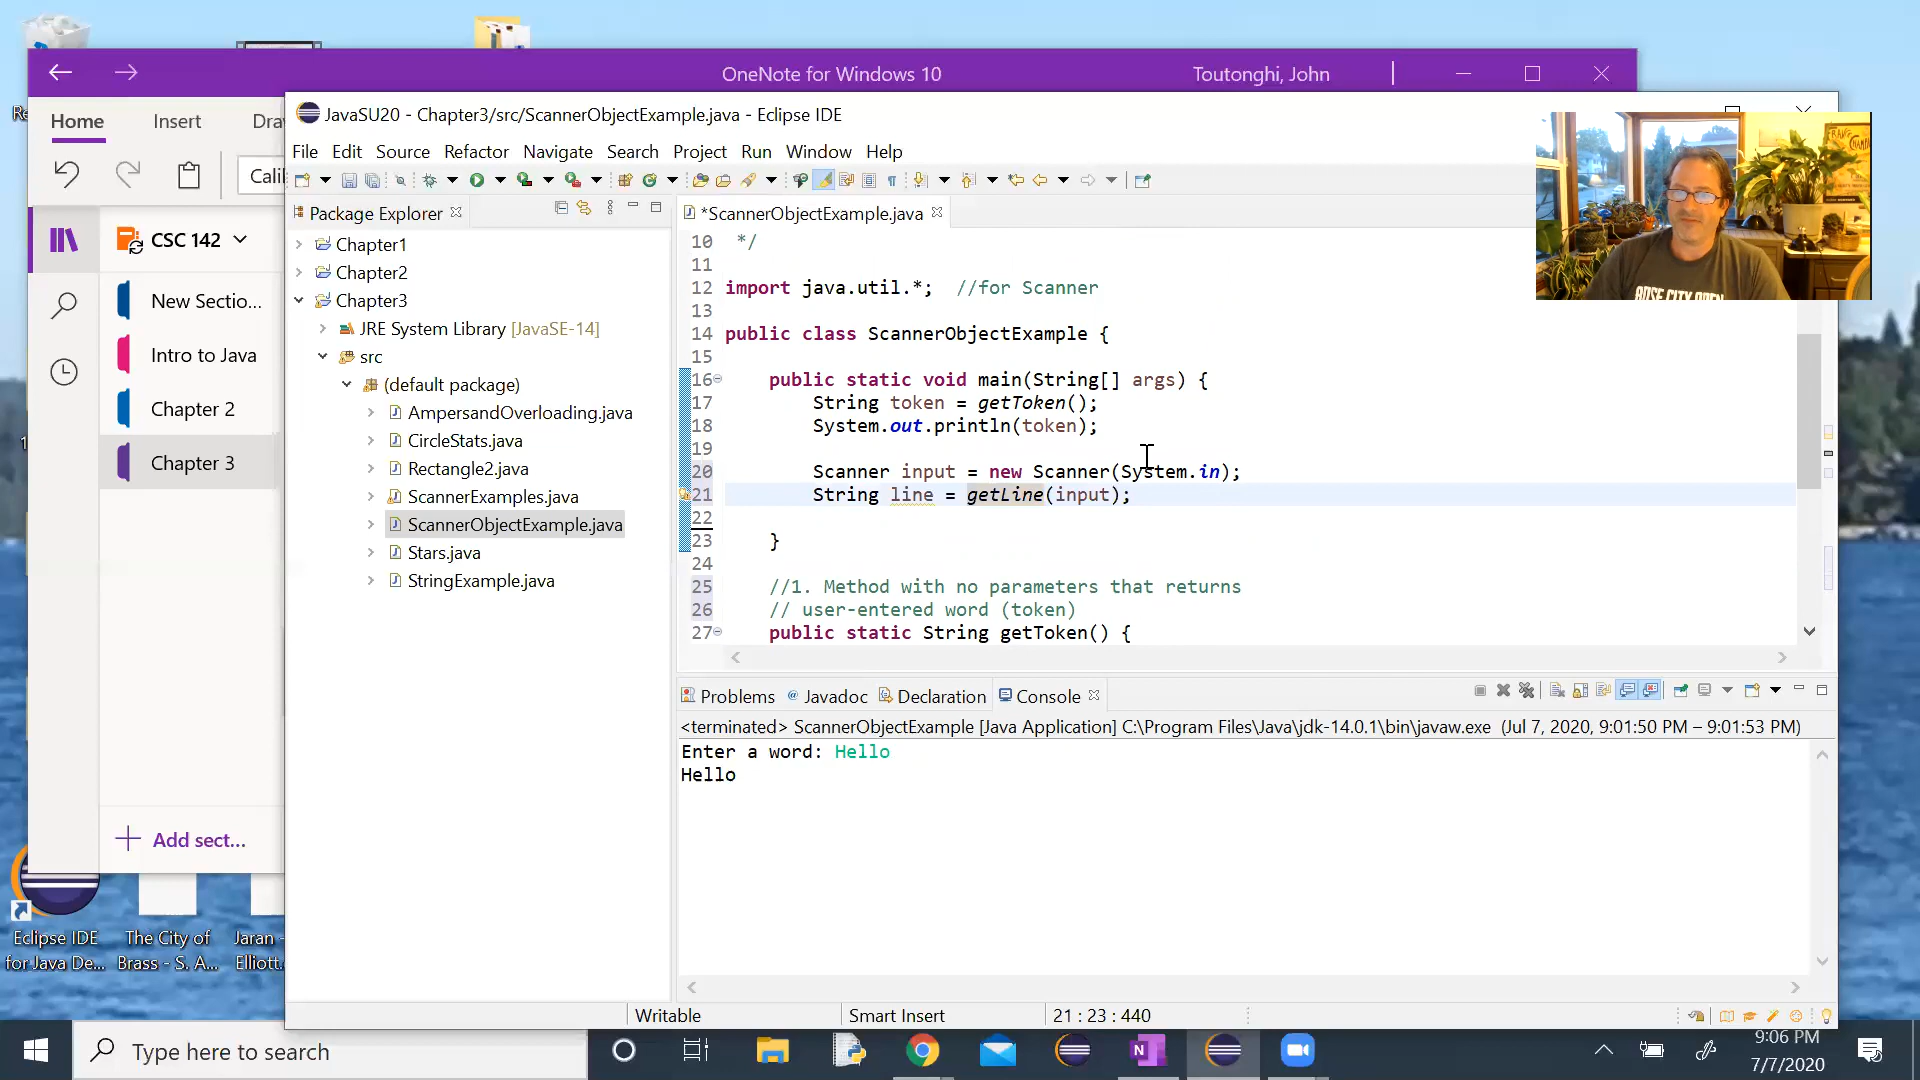 OneNote for Windows 10
Toutonghi, John
Home
Insert
JavaSU20 - Chapter3/src/ScannerObjectExample.java - Eclipse IDE
File Edit Source Refactor Navigate Search Project Run Window Help
CSC 142
New Sectio...
Intro to Java
Chapter 2
Chapter 3
Add sect...
Package Explorer
Chapter1
Chapter2
Chapter3
JRE System Library [JavaSE-14]
src
(default package)
AmpersandOverloading.java
CircleStats.java
Rectangle2.java
ScannerExamples.java
ScannerObjectExample.java
Stars.java
StringExample.java
*ScannerObjectExample.java
10 */
11
12 import java.util.*; //for Scanner
13
14 public class ScannerObjectExample {
15
16 public static void main(String[] args) {
17 String token = getToken();
18 System.out.println(token);
19
20 Scanner input = new Scanner(System.in);
21 String line = getLine(input);
22
23 }
24
25 //1. Method with no parameters that returns
26 // user-entered word (token)
27 public static String getToken() {
Problems @ Javadoc Declaration Console
<terminated> ScannerObjectExample [Java Application] C:\Program Files\Java\jdk-14.0.1\bin\javaw.exe (Jul 7, 2020, 9:01:50 PM – 9:01:53 PM)
Enter a word: Hello
Hello
Writable
Smart Insert
21 : 23 : 440
Eclipse IDE
for Java De...
The City of
Brass - S. A...
Jaran -
Elliott.
Type here to search
9:06 PM
7/7/2020